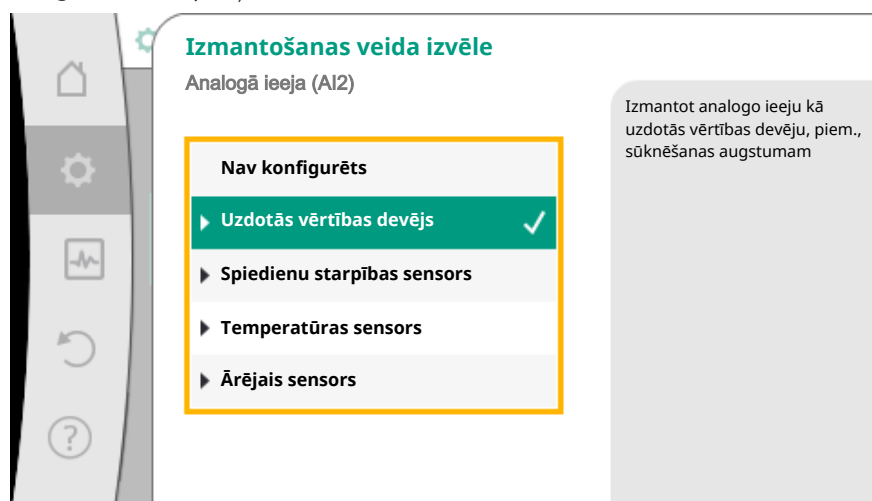 Izmantošanas veida izvēle
Analogā ieeja (AI2)
Nav konfigurēts
Uzdotās vērtības devējs
Spiedienu starpības sensors
Temperatūras sensors
Ārējais sensors
Izmantot analogo ieeju kā
uzdotās vērtības devēju, piem.,
sūknēšanas augstumam